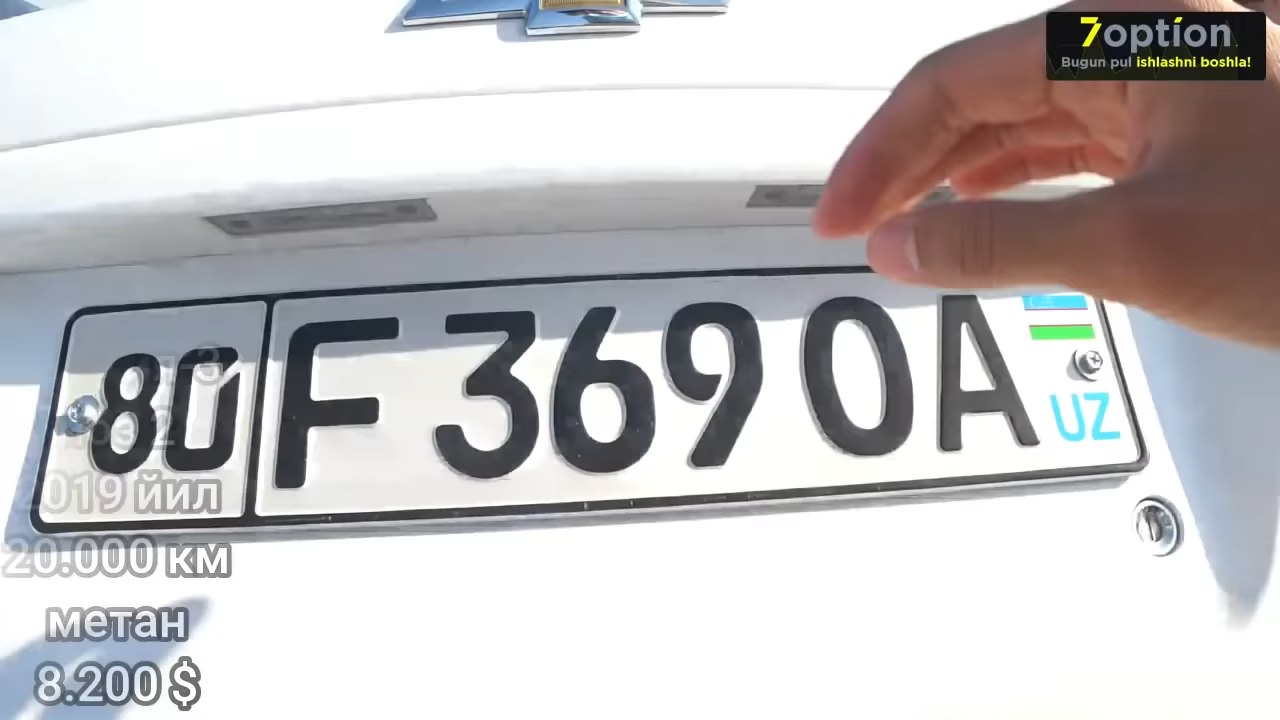 7option
Bugun pul ishlashni boshla!
80 F 369 OA
UZ
2019 йил
20.000 км
метан
8.200 $